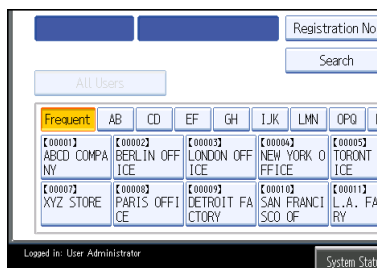 Registration No
Search
All Users
Frequent AB CD EF GH IJK LMN OPQ
【00001】 【00002】 【00003】 【00004】 【00005】
ABCD COMPA BERLIN OFF LONDON OFF NEW YORK O TORONT
NY ICE ICE FFICE ICE
【00007】 【00008】 【00009】 【00010】 【00011】
XYZ STORE PARIS OFFI DETROIT FA SAN FRANCI L.A. FA
CE CTORY SCO OF RY
Logged in: User Administrator
System Stat